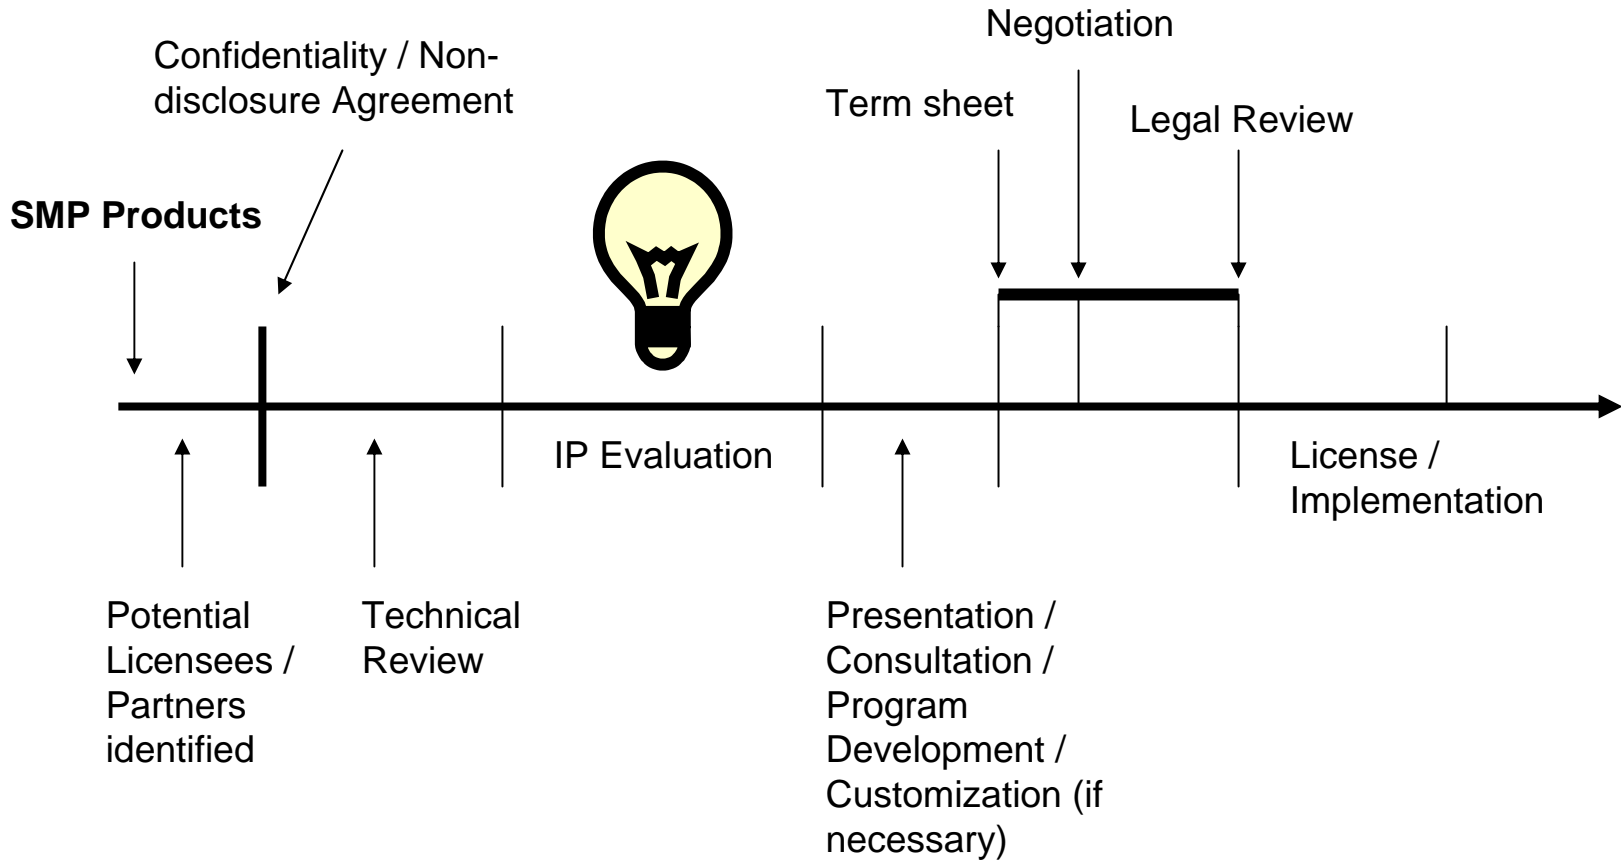 Negotiation
Confidentiality / Non-
disclosure Agreement
Term sheet
Legal Review
SMP Products
IP Evaluation
License /
Implementation
Potential
Licensees /
Partners
identified
Technical
Review
Presentation /
Consultation /
Program
Development /
Customization (if
necessary)